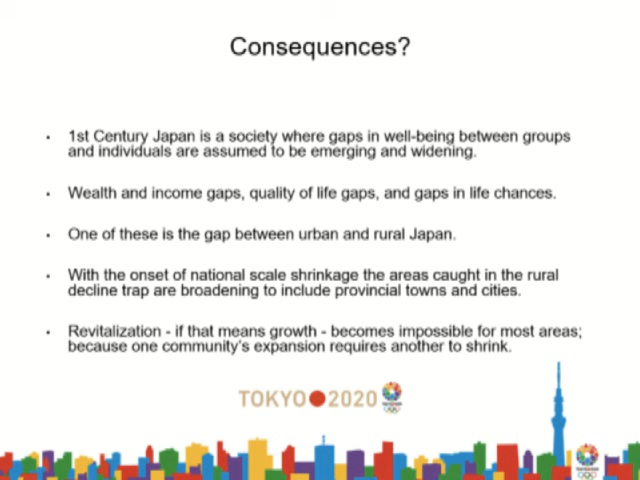 Consequences?
• 1st Century Japan is a society where gaps in well-being between groups
and individuals are assumed to be emerging and widening.
• Wealth and income gaps, quality of life gaps, and gaps in life chances.
• One of these is the gap between urban and rural Japan.
• With the onset of national scale shrinkage the areas caught in the rural
decline trap are broadening to include provincial towns and cities.
• Revitalization - if that means growth - becomes impossible for most areas;
because one community's expansion requires another to shrink.
TOKYO 2020